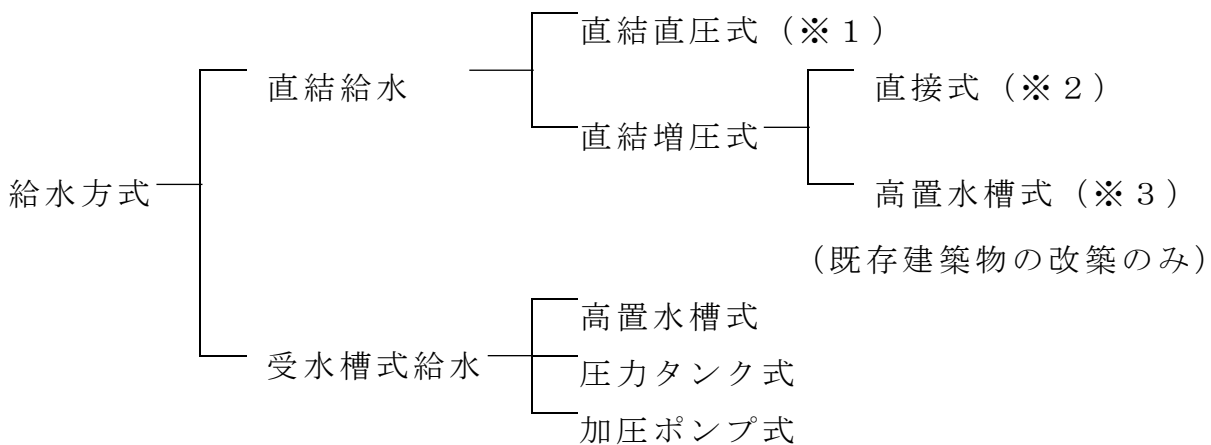 直結直圧式（※１）
直結給水
直接式（※２）
直結増圧式
給水方式
高置水槽式（※３）
（既存建築物の改築のみ）
高置水槽式
受水槽式給水
圧力タンク式
加圧ポンプ式